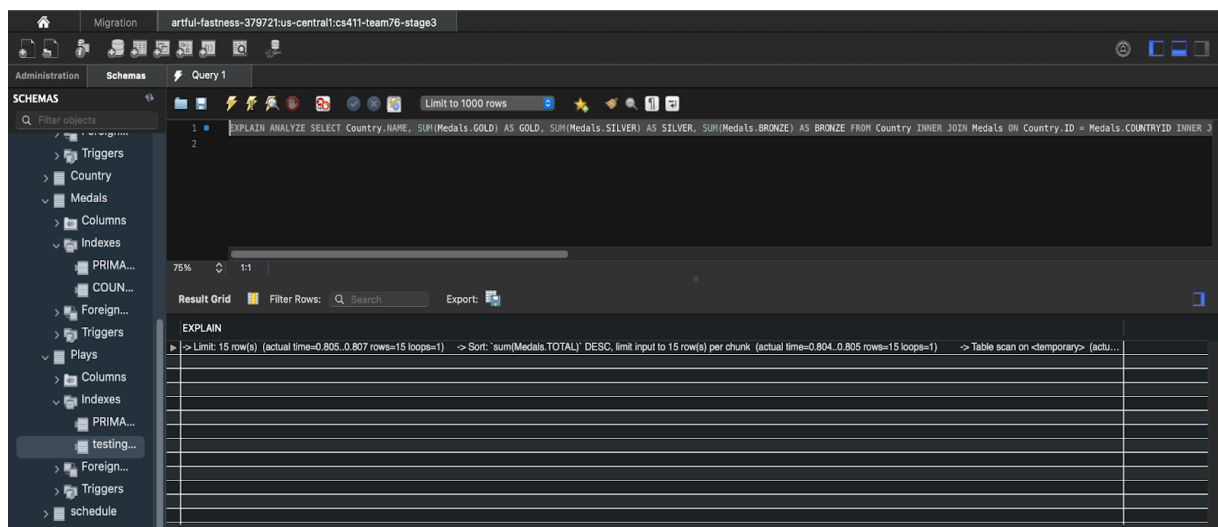 Migration
artful-fastness-379721:us-central1:cs411-team76-stage3
Administration
Schemas
Query 1
SCHEMAS
Filter objects
Triggers
Country
Medals
Columns
Indexes
PRIMA...
COUN...
Foreign...
Triggers
Plays
Columns
Indexes
PRIMA...
testing...
Foreign...
Triggers
schedule
Limit to 1000 rows
1 EXPLAIN ANALYZE SELECT Country.NAME, SUM(Medals.GOLD) AS GOLD, SUM(Medals.SILVER) AS SILVER, SUM(Medals.BRONZE) AS BRONZE FROM Country INNER JOIN Medals ON Country.ID = Medals.COUNTRYID INNER J
2
75% 1:1
Result Grid Filter Rows: Search Export:
EXPLAIN
-> Limit: 15 row(s) (actual time=0.805..0.807 rows=15 loops=1) -> Sort: `sum(Medals.TOTAL)` DESC, limit input to 15 row(s) per chunk (actual time=0.804..0.805 rows=15 loops=1) -> Table scan on <temporary> (actu...